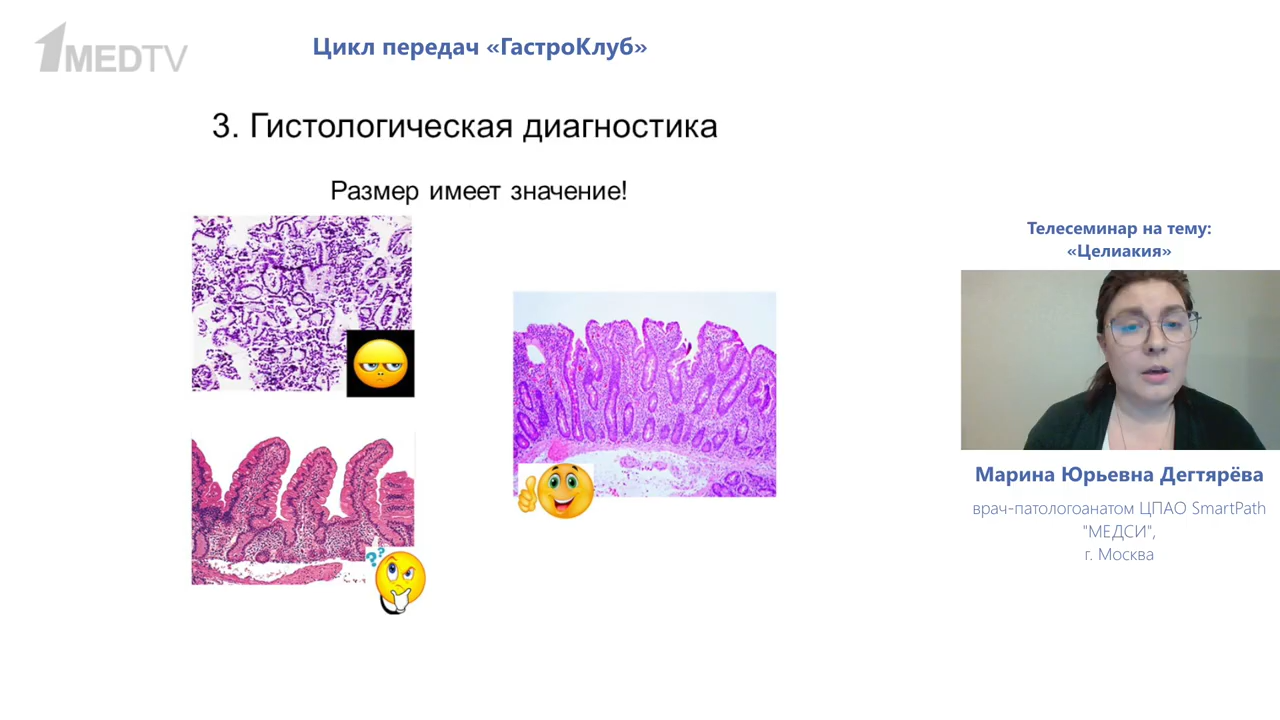 1MEDTV
Цикл передач «ГастроКлуб»
3. Гистологическая диагностика
Размер имеет значение!
??
Телесеминар на тему:
«Целиакия»
Марина Юрьевна Дегтярёва
врач-патологоанатом ЦПАО SmartPath
"МЕДСИ",
г. Москва